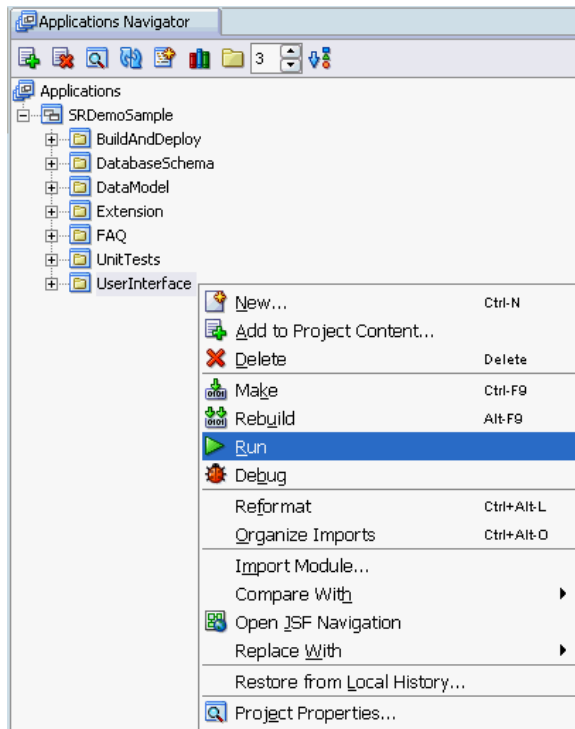 Applications Navigator
3
Applications
SRDemoSample
BuildAndDeploy
DatabaseSchema
DataModel
Extension
FAQ
UnitTests
UserInterface
New... Ctrl-N
Add to Project Content...
Delete Delete
Make Ctrl-F9
Rebuild Alt-F9
Run
Debug
Reformat Ctrl+Alt-L
Organize Imports Ctrl+Alt-O
Import Module...
Compare With
Open JSF Navigation
Replace With
Restore from Local History...
Project Properties...